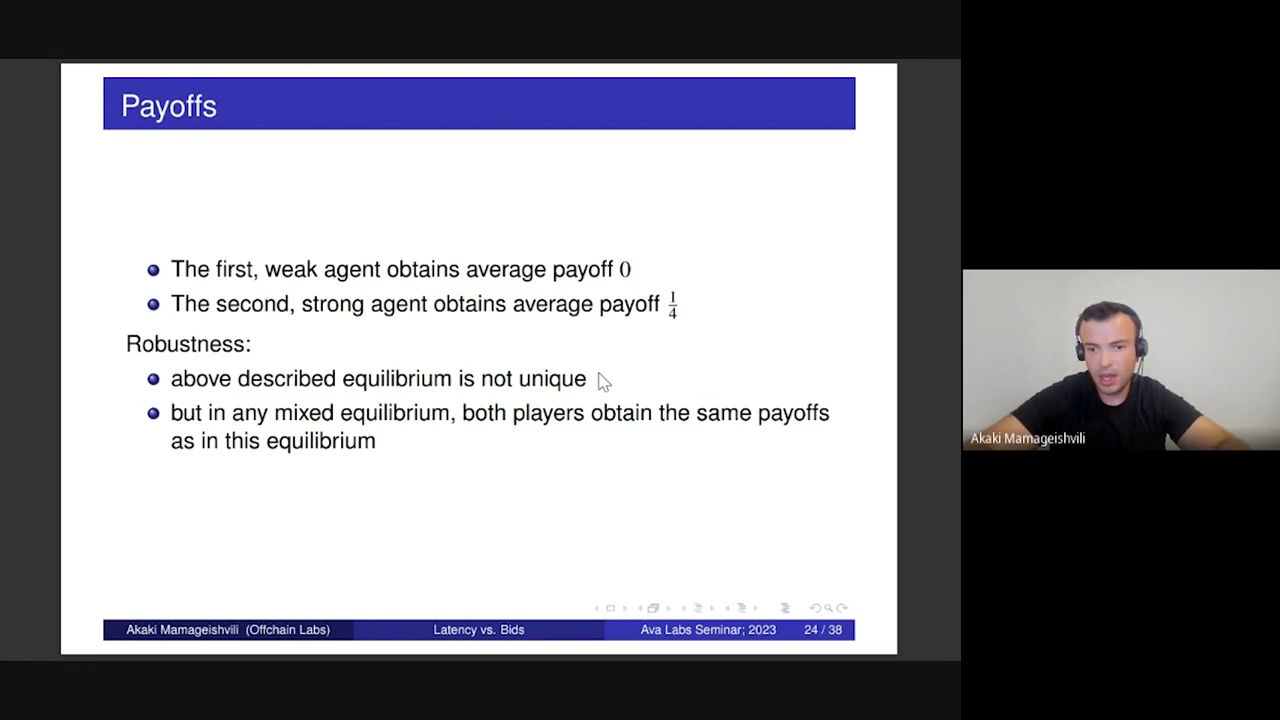 Payoffs
The first, weak agent obtains average payoff 0
The second, strong agent obtains average payoff 1/4
Robustness:
above described equilibrium is not unique
but in any mixed equilibrium, both players obtain the same payoffs
as in this equilibrium
Akaki Mamageishvili
Akaki Mamageishvili (Offchain Labs) Latency vs. Bids Ava Labs Seminar; 2023 24 / 38